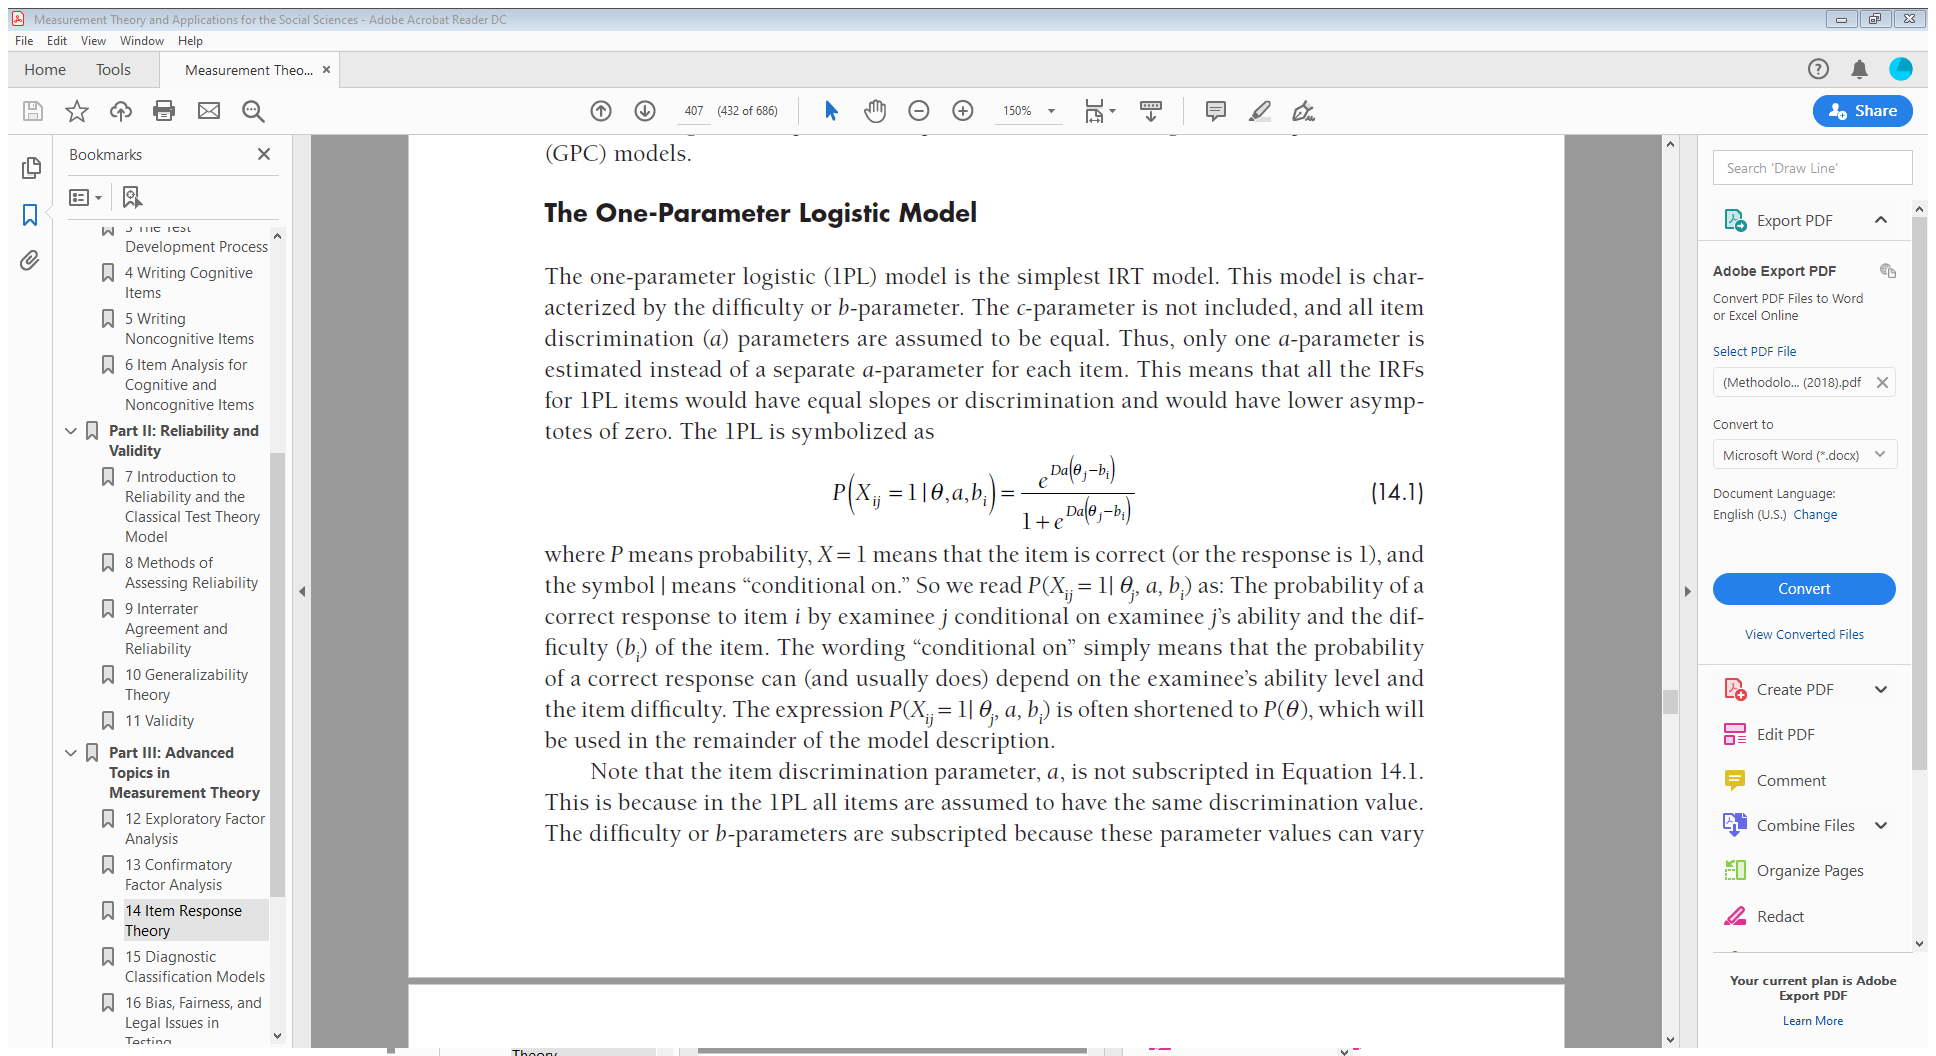 Measurement Theory and Applications for the Social Sciences - Adobe Acrobat Reader DC
File Edit View Window Help
Home Tools Measurement Theo... ×
407 (432 of 686) 150% Share
Bookmarks
3 The Test
Development Process
4 Writing Cognitive
Items
5 Writing
Noncognitive Items
6 Item Analysis for
Cognitive and
Noncognitive Items
Part II: Reliability and
Validity
7 Introduction to
Reliability and the
Classical Test Theory
Model
8 Methods of
Assessing Reliability
9 Interrater
Agreement and
Reliability
10 Generalizability
Theory
11 Validity
Part III: Advanced
Topics in
Measurement Theory
12 Exploratory Factor
Analysis
13 Confirmatory
Factor Analysis
14 Item Response
Theory
15 Diagnostic
Classification Models
16 Bias, Fairness, and
Legal Issues in
Testing
(GPC) models.
The One-Parameter Logistic Model
The one-parameter logistic (1PL) model is the simplest IRT model. This model is char-
acterized by the difficulty or b-parameter. The c-parameter is not included, and all item
discrimination (a) parameters are assumed to be equal. Thus, only one a-parameter is
estimated instead of a separate a-parameter for each item. This means that all the IRFs
for 1PL items would have equal slopes or discrimination and would have lower asymp-
totes of zero. The 1PL is symbolized as
P(X_ij = 1 | θ, a, b_i) = e^{Da(θ_j − b_i)} / (1 + e^{Da(θ_j − b_i)}) (14.1)
where P means probability, X = 1 means that the item is correct (or the response is 1), and
the symbol | means “conditional on.” So we read P(X_ij = 1| θ_j, a, b_i) as: The probability of a
correct response to item i by examinee j conditional on examinee j’s ability and the dif-
ficulty (b_i) of the item. The wording “conditional on” simply means that the probability
of a correct response can (and usually does) depend on the examinee’s ability level and
the item difficulty. The expression P(X_ij = 1| θ_j, a, b_i) is often shortened to P(θ), which will
be used in the remainder of the model description.
Note that the item discrimination parameter, a, is not subscripted in Equation 14.1.
This is because in the 1PL all items are assumed to have the same discrimination value.
The difficulty or b-parameters are subscripted because these parameter values can vary
Search 'Draw Line'
Export PDF
Adobe Export PDF
Convert PDF Files to Word
or Excel Online
Select PDF File
(Methodolo... (2018).pdf
Convert to
Microsoft Word (*.docx)
Document Language:
English (U.S.) Change
Convert
View Converted Files
Create PDF
Edit PDF
Comment
Combine Files
Organize Pages
Redact
Your current plan is Adobe
Export PDF
Learn More
Theory